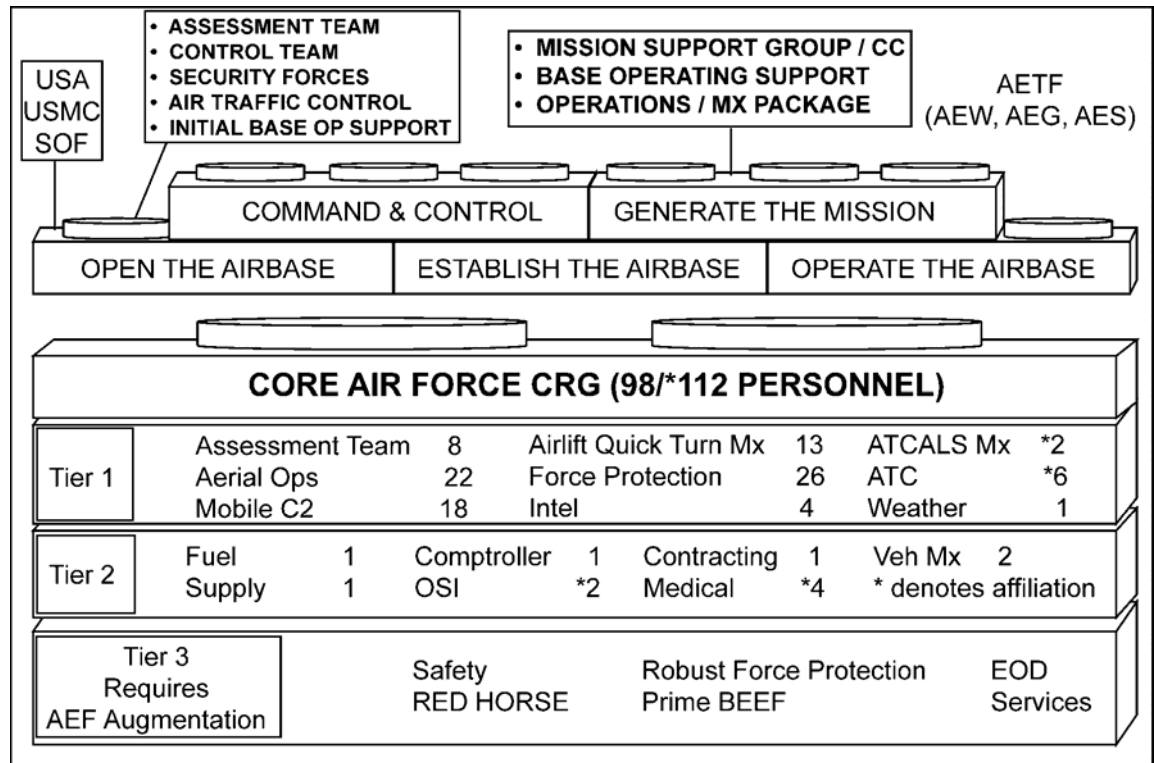 • ASSESSMENT TEAM
• CONTROL TEAM
• SECURITY FORCES
• AIR TRAFFIC CONTROL
• INITIAL BASE OP SUPPORT
• MISSION SUPPORT GROUP / CC
• BASE OPERATING SUPPORT
• OPERATIONS / MX PACKAGE
USA
USMC
SOF
AETF
(AEW, AEG, AES)
COMMAND & CONTROL
GENERATE THE MISSION
OPEN THE AIRBASE
ESTABLISH THE AIRBASE
OPERATE THE AIRBASE
CORE AIR FORCE CRG (98/*112 PERSONNEL)
Tier 1
Assessment Team 8 Airlift Quick Turn Mx 13 ATCALS Mx *2
Aerial Ops 22 Force Protection 26 ATC *6
Mobile C2 18 Intel 4 Weather 1
Tier 2
Fuel 1 Comptroller 1 Contracting 1 Veh Mx 2
Supply 1 OSI *2 Medical *4 * denotes affiliation
Tier 3
Requires
AEF Augmentation
Safety Robust Force Protection EOD
RED HORSE Prime BEEF Services